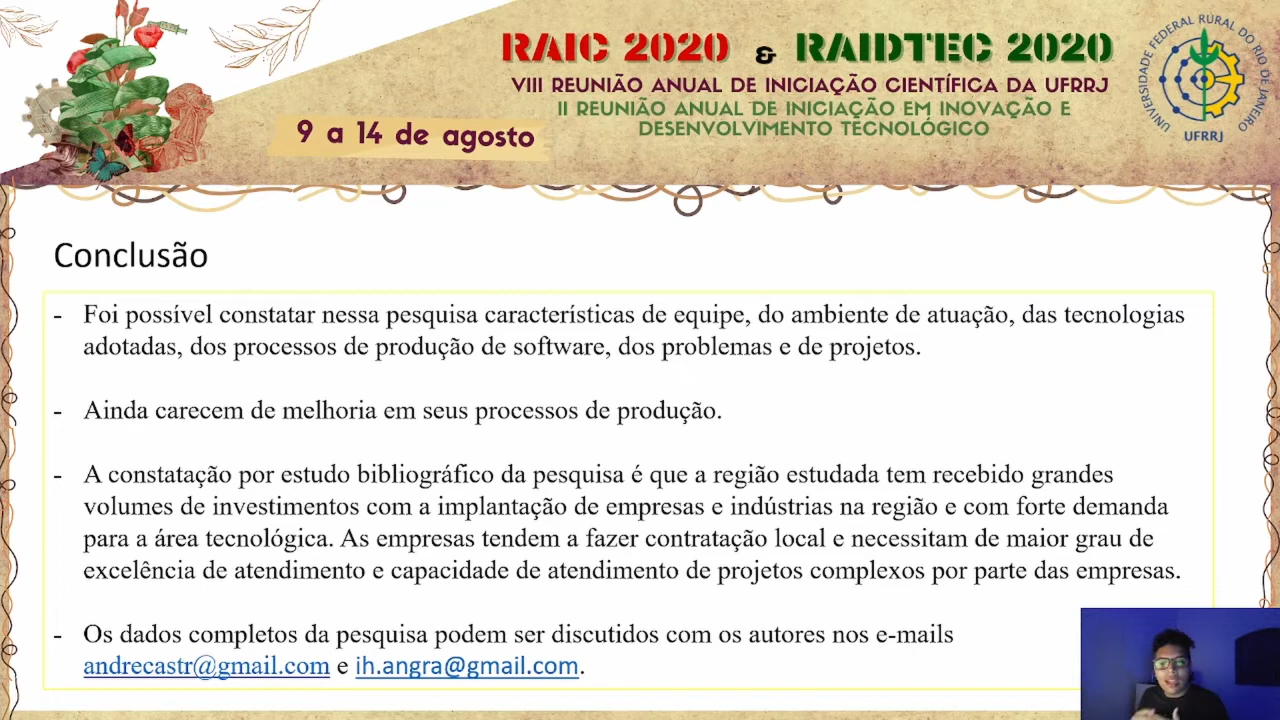 RAIC 2020 & RAIDTEC 2020
VIII REUNIÃO ANUAL DE INICIAÇÃO CIENTÍFICA DA UFRRJ
II REUNIÃO ANUAL DE INICIAÇÃO EM INOVAÇÃO E
DESENVOLVIMENTO TECNOLÓGICO
9 a 14 de agosto
UNIVERSIDADE FEDERAL RURAL DO RIO DE JANEIRO
UFRRJ
Conclusão
- Foi possível constatar nessa pesquisa características de equipe, do ambiente de atuação, das tecnologias
adotadas, dos processos de produção de software, dos problemas e de projetos.
- Ainda carecem de melhoria em seus processos de produção.
- A constatação por estudo bibliográfico da pesquisa é que a região estudada tem recebido grandes
volumes de investimentos com a implantação de empresas e indústrias na região e com forte demanda
para a área tecnológica. As empresas tendem a fazer contratação local e necessitam de maior grau de
excelência de atendimento e capacidade de atendimento de projetos complexos por parte das empresas.
- Os dados completos da pesquisa podem ser discutidos com os autores nos e-mails
andrecastr@gmail.com e ih.angra@gmail.com.